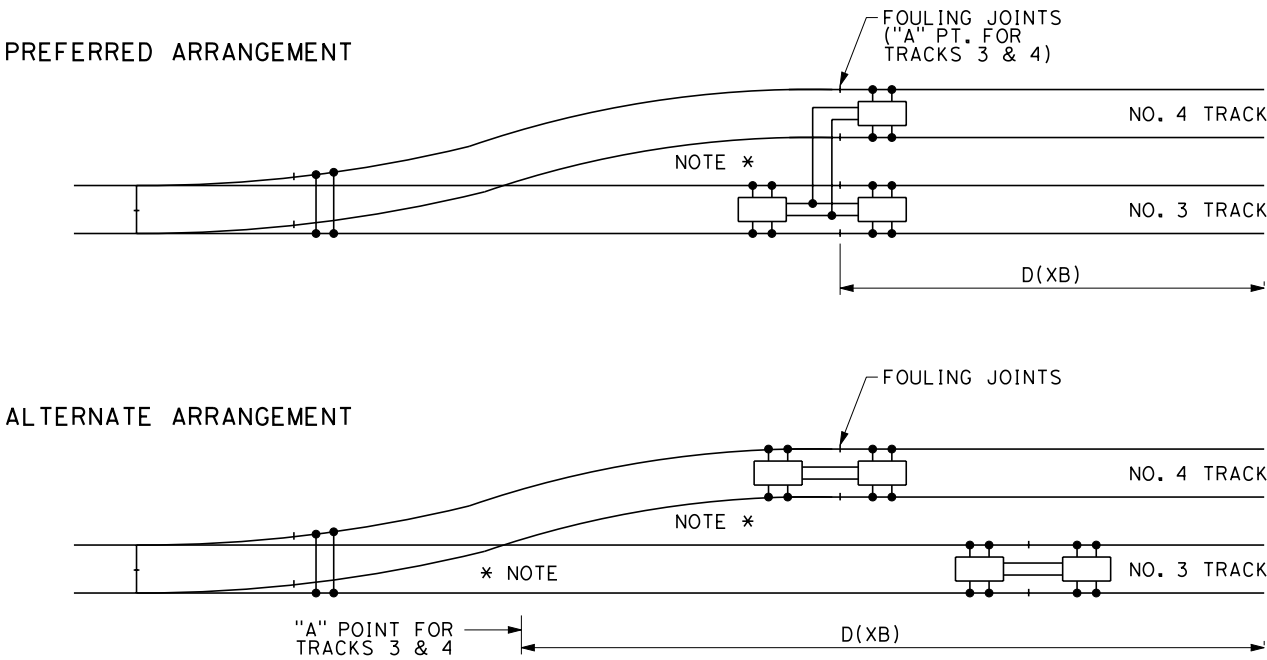 PREFERRED ARRANGEMENT
FOULING JOINTS
("A" PT. FOR
TRACKS 3 & 4)
NO. 4 TRACK
NOTE *
NO. 3 TRACK
D(XB)
ALTERNATE ARRANGEMENT
FOULING JOINTS
NO. 4 TRACK
NOTE *
* NOTE
NO. 3 TRACK
"A" POINT FOR
TRACKS 3 & 4
D(XB)